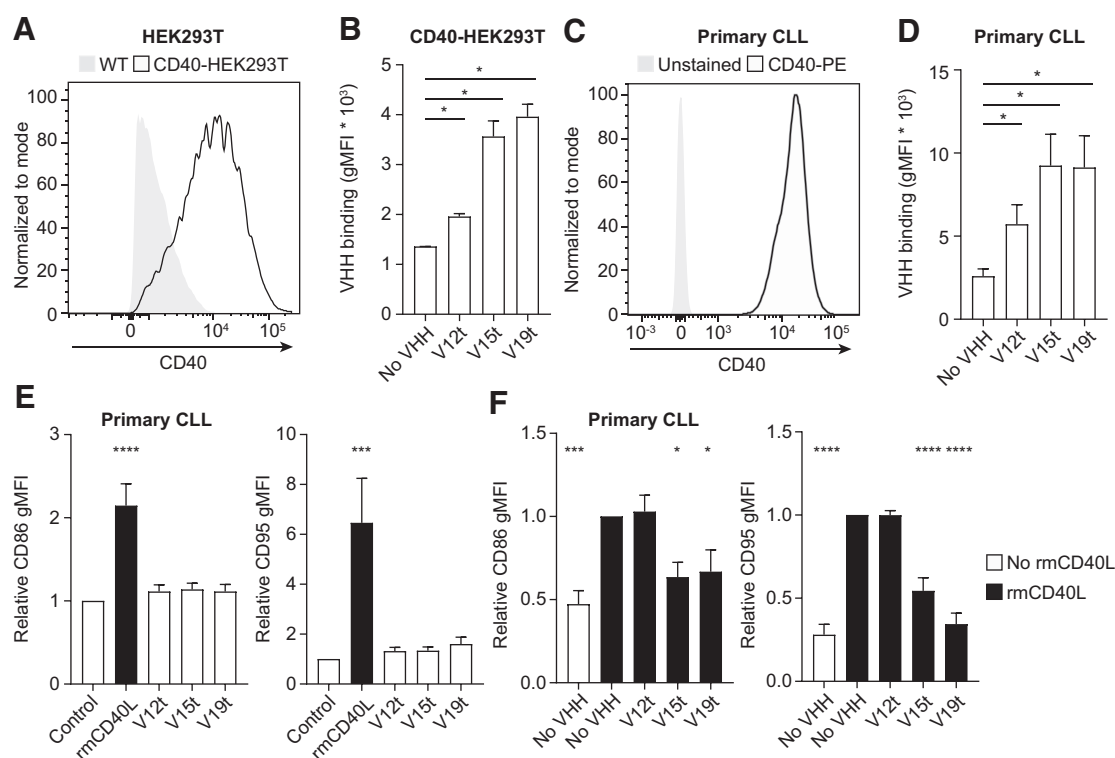 A
HEK293T
WT CD40-HEK293T
Normalized to mode
100
80
60
40
20
0
0 10⁴ 10⁵
CD40
B
CD40-HEK293T
VHH binding (gMFI * 10³)
5
4
3
2
1
0
*
*
*
No VHH
V12t
V15t
V19t
C
Primary CLL
Unstained CD40-PE
Normalized to mode
100
80
60
40
20
0
10⁻³ 0 10³ 10⁴ 10⁵
CD40
D
Primary CLL
VHH binding (gMFI * 10³)
15
10
5
0
*
*
*
No VHH
V12t
V15t
V19t
E
Primary CLL
Relative CD86 gMFI
3
2
1
0
****
Control
rmCD40L
V12t
V15t
V19t
Relative CD95 gMFI
10
8
6
4
2
0
***
Control
rmCD40L
V12t
V15t
V19t
F
Primary CLL
Relative CD86 gMFI
1.5
1.0
0.5
0.0
*** * *
No VHH
No VHH
V12t
V15t
V19t
Relative CD95 gMFI
1.5
1.0
0.5
0.0
**** **** ****
No VHH
No VHH
V12t
V15t
V19t
No rmCD40L
rmCD40L